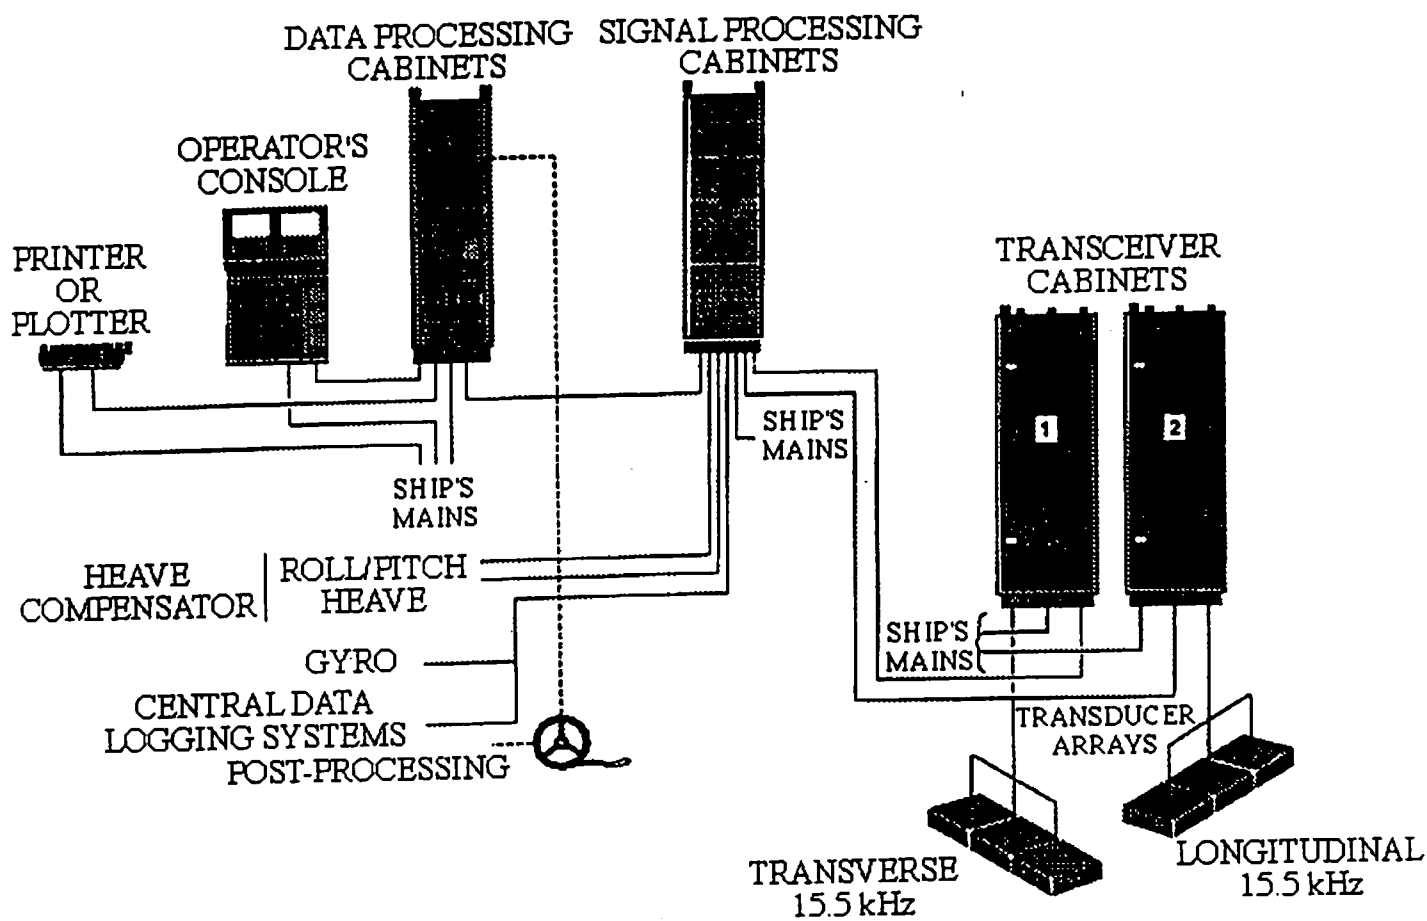 DATA PROCESSING
CABINETS
SIGNAL PROCESSING
CABINETS
OPERATOR'S
CONSOLE
PRINTER
OR
PLOTTER
TRANSCEIVER
CABINETS
1
2
SHIP'S
MAINS
SHIP'S
MAINS
HEAVE
COMPENSATOR
ROLL/PITCH
HEAVE
SHIP'S
MAINS
GYRO
CENTRAL DATA
LOGGING SYSTEMS
POST-PROCESSING
TRANSDUCER
ARRAYS
TRANSVERSE
15.5 kHz
LONGITUDINAL
15.5 kHz